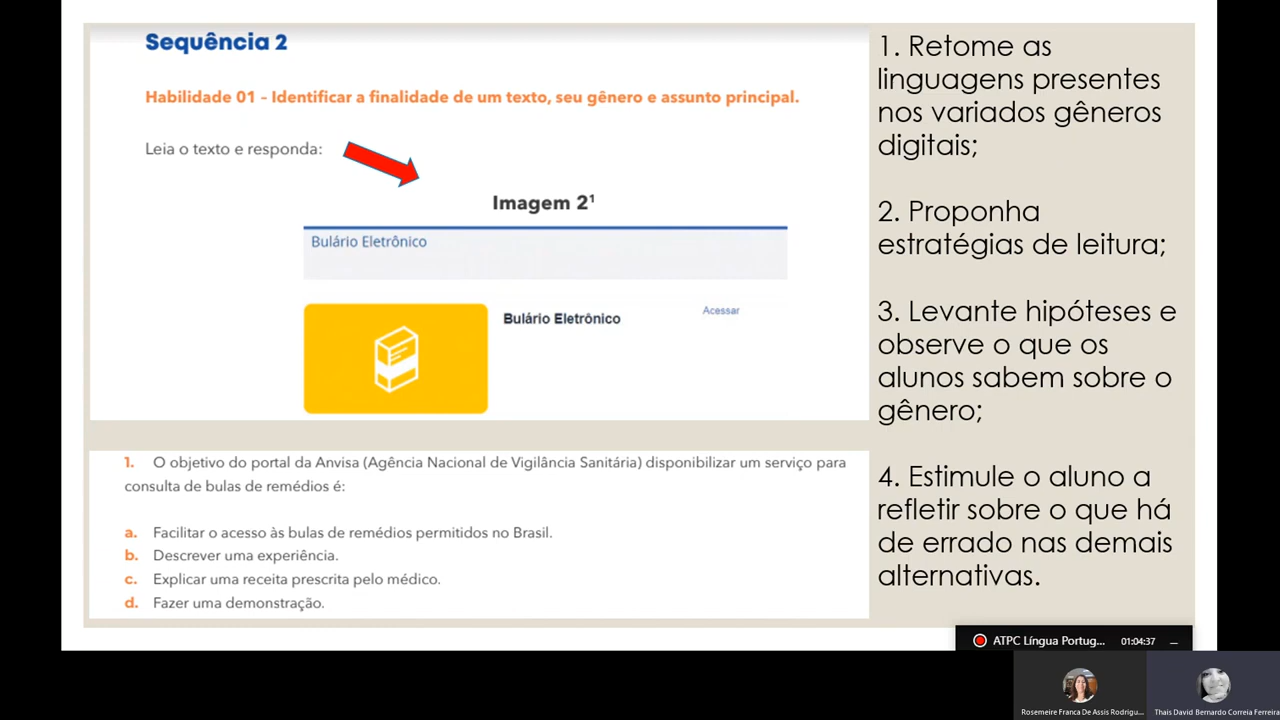 Sequência 2
Habilidade 01 – Identificar a finalidade de um texto, seu gênero e assunto principal.
Leia o texto e responda:
Imagem 2¹
Bulário Eletrônico
Bulário Eletrônico
Acessar
1. O objetivo do portal da Anvisa (Agência Nacional de Vigilância Sanitária) disponibilizar um serviço para
consulta de bulas de remédios é:
a. Facilitar o acesso às bulas de remédios permitidos no Brasil.
b. Descrever uma experiência.
c. Explicar uma receita prescrita pelo médico.
d. Fazer uma demonstração.
1. Retome as
linguagens presentes
nos variados gêneros
digitais;
2. Proponha
estratégias de leitura;
3. Levante hipóteses e
observe o que os
alunos sabem sobre o
gênero;
4. Estimule o aluno a
refletir sobre o que há
de errado nas demais
alternativas.
ATPC Língua Portug... 01:04:37
Rosemeire Franca De Assis Rodrigu...
Thais David Bernardo Correia Ferreira